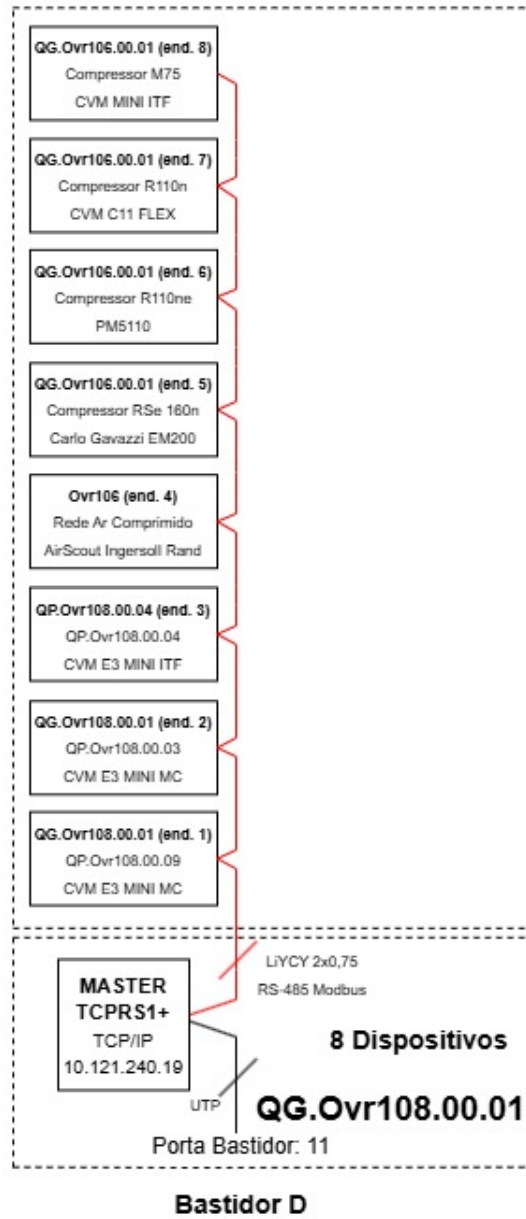 QG.Ovr106.00.01 (end. 8)
Compressor M75
CVM MINI ITF
QG.Ovr106.00.01 (end. 7)
Compressor R110n
CVM C11 FLEX
QG.Ovr106.00.01 (end. 6)
Compressor R110ne
PM5110
QG.Ovr106.00.01 (end. 5)
Compressor RSe 160n
Carlo Gavazzi EM200
Ovr106 (end. 4)
Rede Ar Comprimido
AirScout Ingersoll Rand
QP.Ovr108.00.04 (end. 3)
QP.Ovr108.00.04
CVM E3 MINI ITF
QG.Ovr108.00.01 (end. 2)
QP.Ovr108.00.03
CVM E3 MINI MC
QG.Ovr108.00.01 (end. 1)
QP.Ovr108.00.09
CVM E3 MINI MC
LiYCY 2x0,75
RS-485 Modbus
MASTER
TCPRS1+
TCP/IP
10.121.240.19
8 Dispositivos
UTP
QG.Ovr108.00.01
Porta Bastidor: 11
Bastidor D